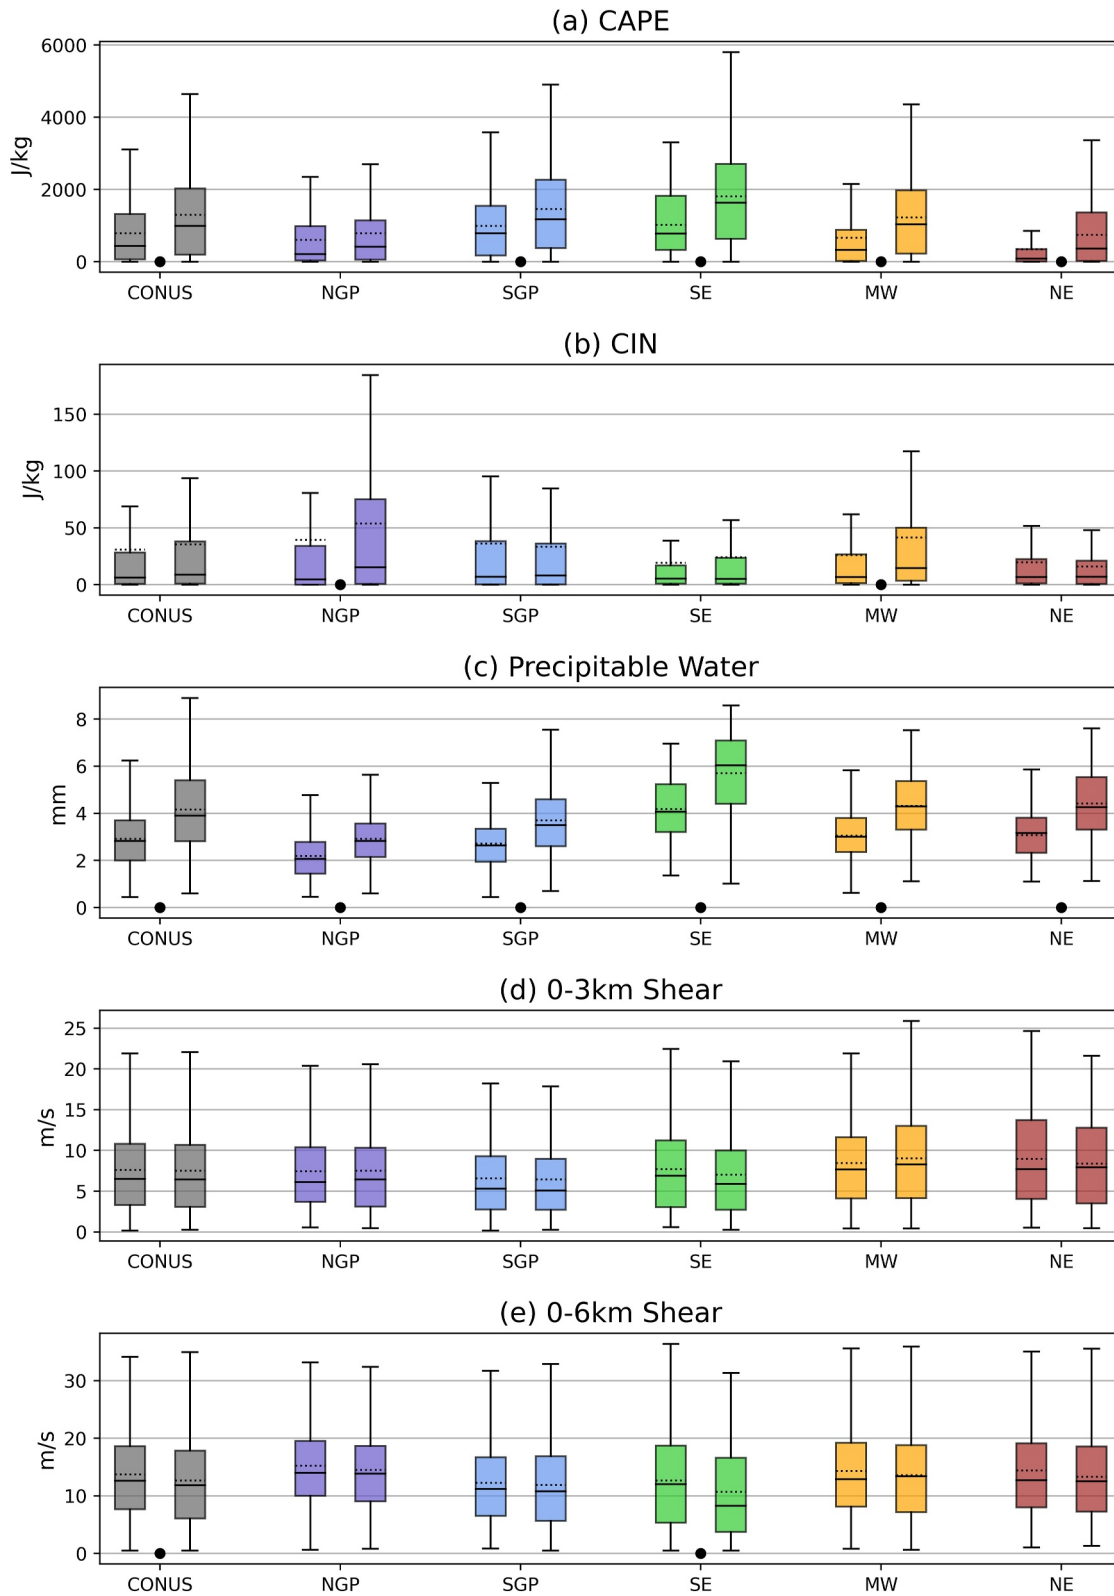 (a) CAPE
6000
4000
2000
0
J/kg
CONUS NGP SGP SE MW NE
(b) CIN
150
100
50
0
J/kg
CONUS NGP SGP SE MW NE
(c) Precipitable Water
8
6
4
2
0
mm
CONUS NGP SGP SE MW NE
(d) 0-3km Shear
25
20
15
10
5
0
m/s
CONUS NGP SGP SE MW NE
(e) 0-6km Shear
30
20
10
0
m/s
CONUS NGP SGP SE MW NE